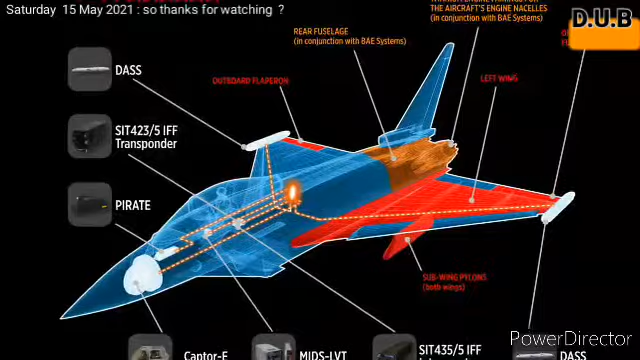 Saturday 15 May 2021 : so thanks for watching ?
D.U.B
THE AIRCRAFT'S ENGINE NACELLES
(in conjunction with BAE Systems)
REAR FUSELAGE
(in conjunction with BAE Systems)
DASS
OUTBOARD FLAPERON
LEFT WING
SIT423/5 IFF
Transponder
PIRATE
SUB-WING PYLONS
(both wings)
PowerDirector
Captor-E
MIDS-LVT
SIT435/5 IFF
DASS